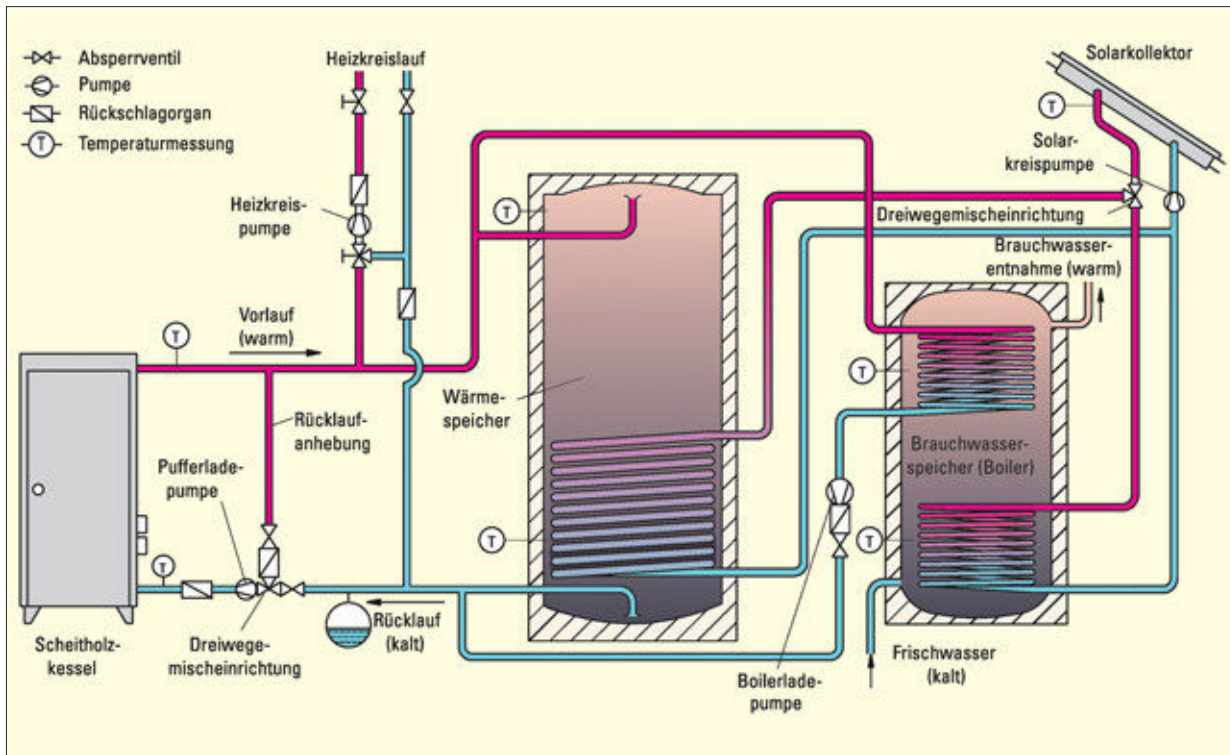 Absperrventil
Pumpe
Rückschlagorgan
T
Temperaturmessung
Heizkreislauf
Solarkollektor
T
Solar-
kreispumpe
Heizkreis-
pumpe
T
Dreiwegemischeinrichtung
Brauchwasser-
entnahme (warm)
Vorlauf
(warm)
T
T
Wärme-
speicher
Rücklauf-
anhebung
Pufferlade-
pumpe
Brauchwasser-
speicher (Boiler)
T
T
T
Scheitholz-
kessel
Dreiwege-
mischeinrichtung
Rücklauf
(kalt)
Boilerlade-
pumpe
Frischwasser
(kalt)